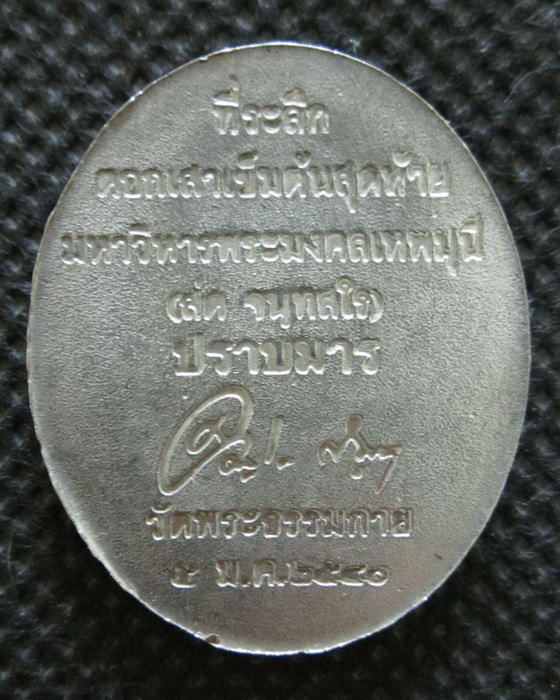 ที่ระลึก
ตอกเสาเข็มต้นสุดท้าย
มหาวิหารพระมงคลเทพมุนี
(สด จนฺทสโร)
ปราบมาร
วัดพระธรรมกาย
๕ ม.ค.๒๕๔๐